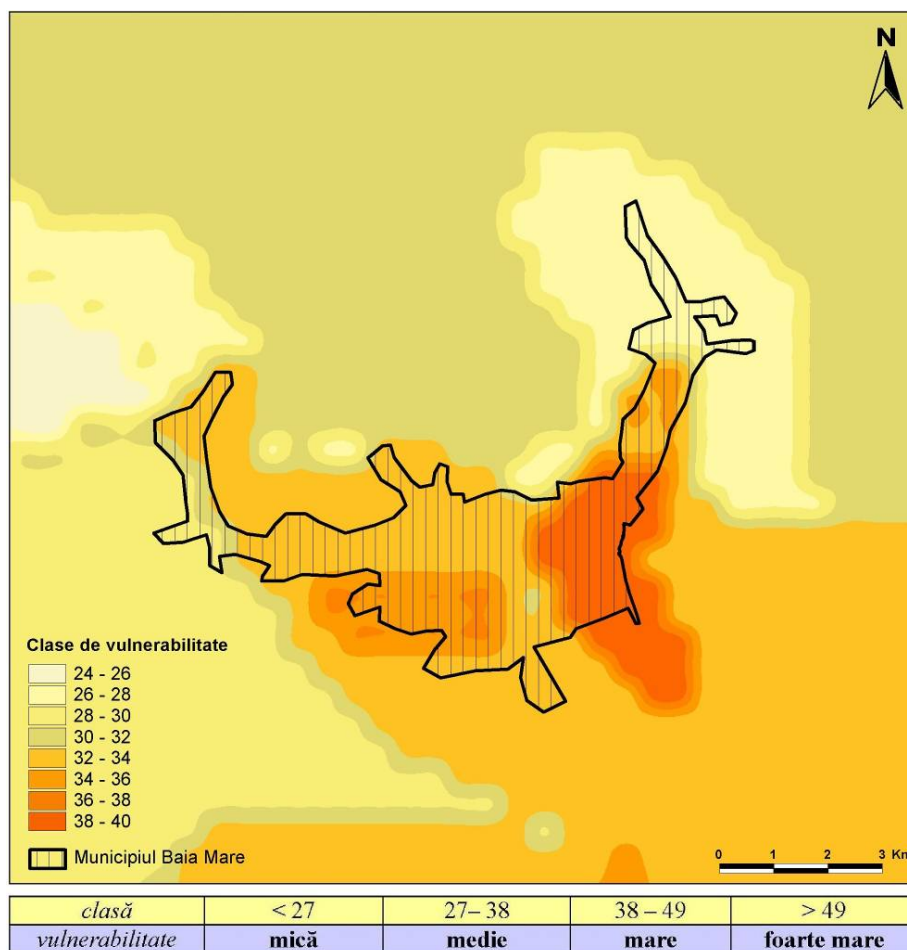 N
Clase de vulnerabilitate
24 - 26
26 - 28
28 - 30
30 - 32
32 - 34
34 - 36
36 - 38
38 - 40
Municipiul Baia Mare
0 1 2 3 Km
clasă < 27 27– 38 38 – 49 > 49
vulnerabilitate mică medie mare foarte mare